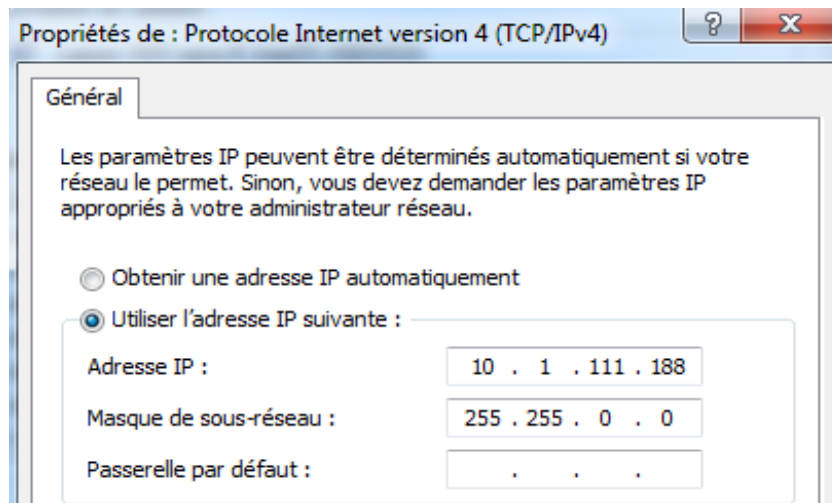 Propriétés de : Protocole Internet version 4 (TCP/IPv4)
Général
Les paramètres IP peuvent être déterminés automatiquement si votre
réseau le permet. Sinon, vous devez demander les paramètres IP
appropriés à votre administrateur réseau.
Obtenir une adresse IP automatiquement
Utiliser l'adresse IP suivante :
Adresse IP : 10 . 1 . 111 . 188
Masque de sous-réseau : 255 . 255 . 0 . 0
Passerelle par défaut : . . .